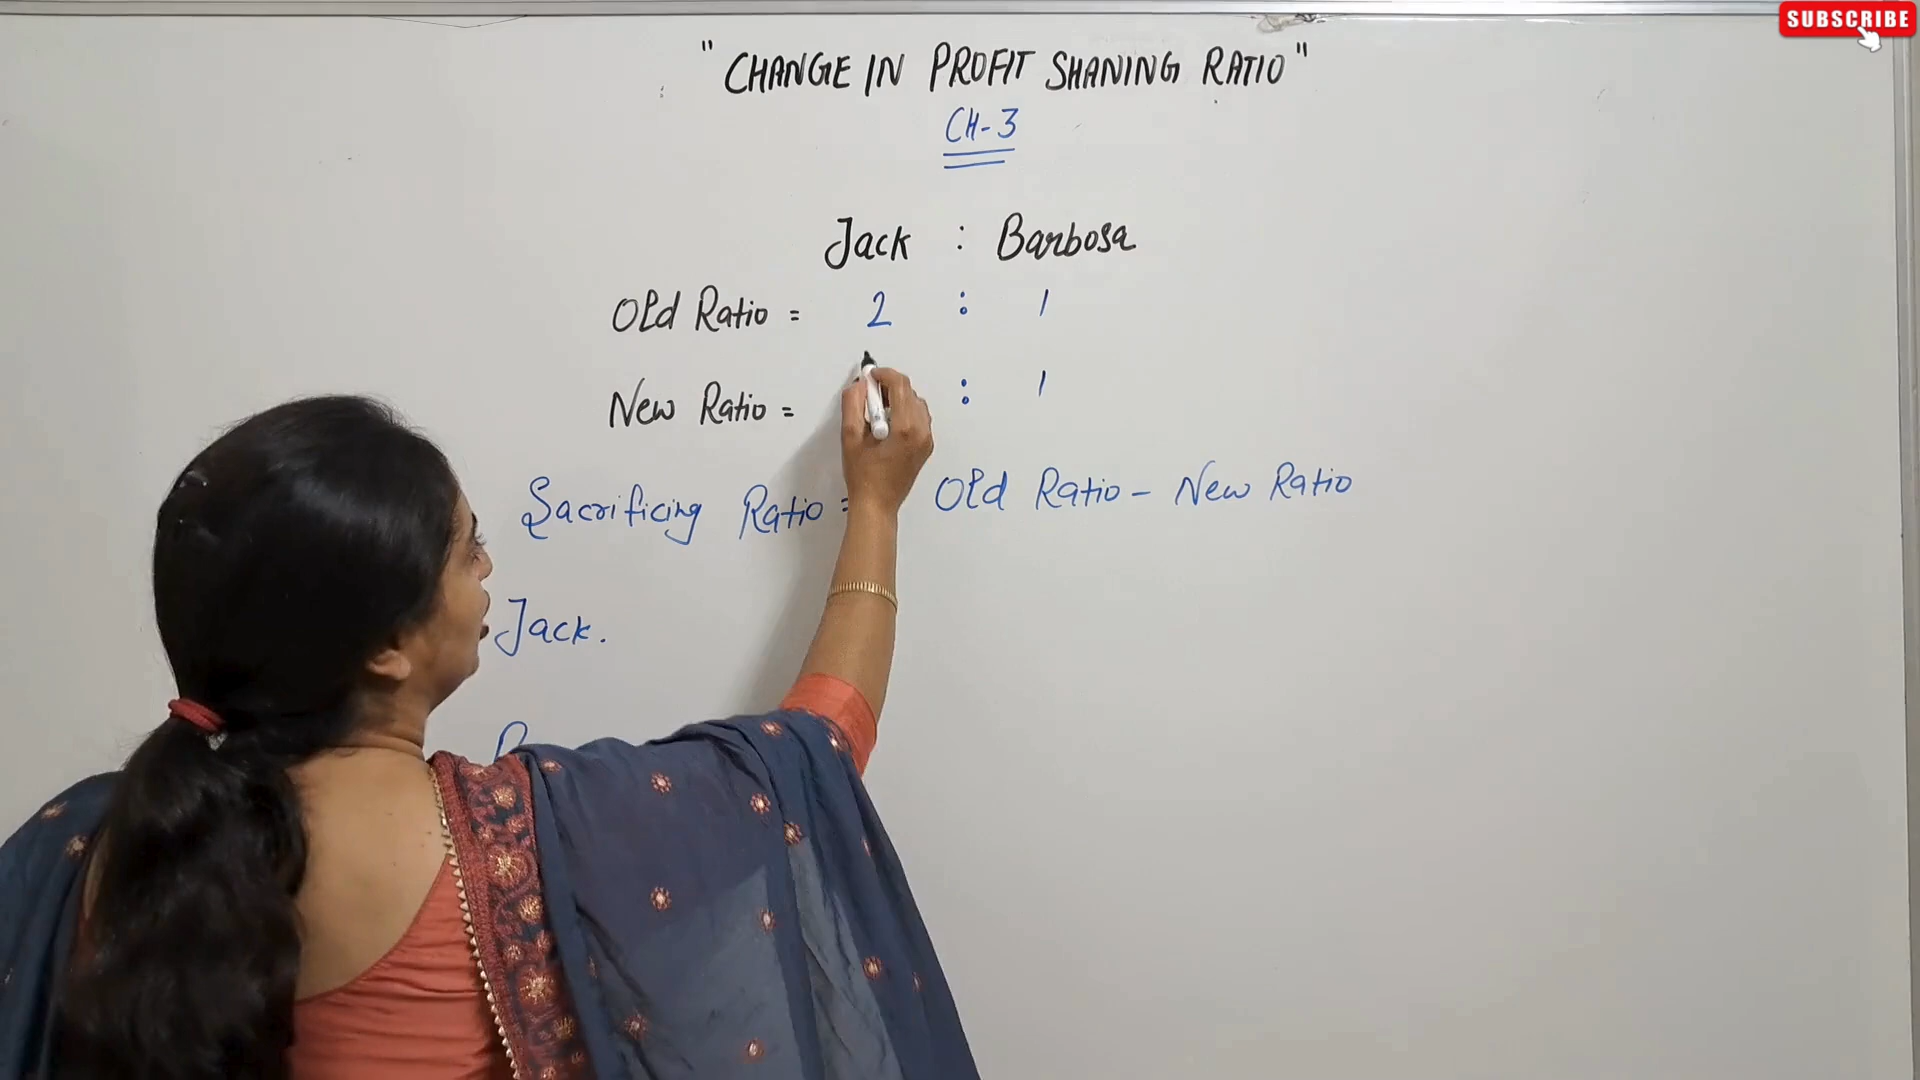 SUBSCRIBE
"CHANGE IN PROFIT SHANING RATIO"
CH-3
Jack : Barbosa
Old Ratio = 2 : 1
New Ratio = : 1
Sacrificing Ratio = Old Ratio - New Ratio
Jack.